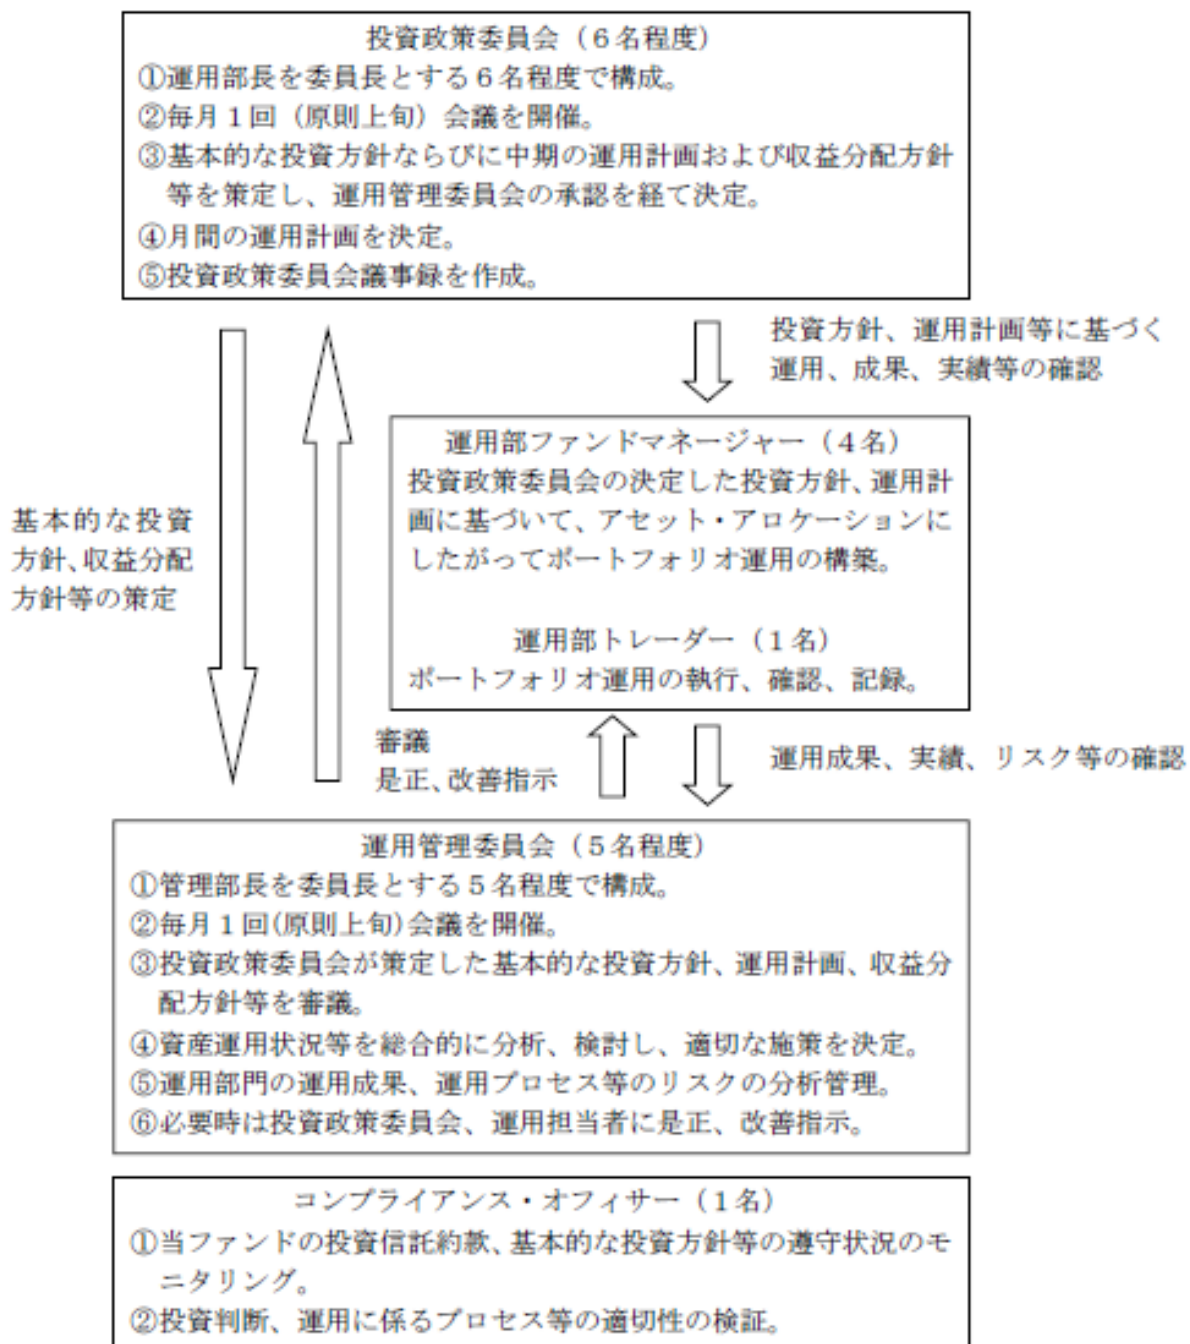 投資政策委員会（６名程度）
①運用部長を委員長とする６名程度で構成。
②毎月１回（原則上旬）会議を開催。
③基本的な投資方針ならびに中期の運用計画および収益分配方針
等を策定し、運用管理委員会の承認を経て決定。
④月間の運用計画を決定。
⑤投資政策委員会議事録を作成。
投資方針、運用計画等に基づく
運用、成果、実績等の確認
運用部ファンドマネージャー（４名）
投資政策委員会の決定した投資方針、運用計
画に基づいて、アセット・アロケーションに
したがってポートフォリオ運用の構築。
運用部トレーダー（１名）
ポートフォリオ運用の執行、確認、記録。
基本的な投資
方針、収益分配
方針等の策定
審議
是正、改善指示
運用成果、実績、リスク等の確認
運用管理委員会（５名程度）
①管理部長を委員長とする５名程度で構成。
②毎月１回(原則上旬)会議を開催。
③投資政策委員会が策定した基本的な投資方針、運用計画、収益分
配方針等を審議。
④資産運用状況等を総合的に分析、検討し、適切な施策を決定。
⑤運用部門の運用成果、運用プロセス等のリスクの分析管理。
⑥必要時は投資政策委員会、運用担当者に是正、改善指示。
コンプライアンス・オフィサー（１名）
①当ファンドの投資信託約款、基本的な投資方針等の遵守状況のモ
ニタリング。
②投資判断、運用に係るプロセス等の適切性の検証。